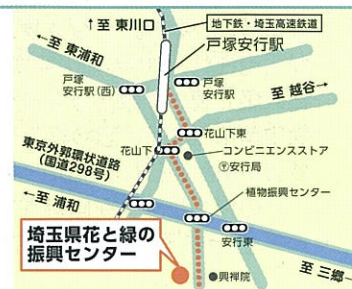 ↑至 東川口
地下鉄・埼玉高速鉄道
戸塚安行駅
←至 東浦和
戸塚
安行駅(西)
戸塚
安行駅
至 越谷→
花山下東
花山下
コンビニエンスストア
〒安行局
東京外郭環状道路
(国道298号)
植物振興センター
←至 浦和
埼玉県花と緑の
振興センター
安行東
興禅院
至 三郷→